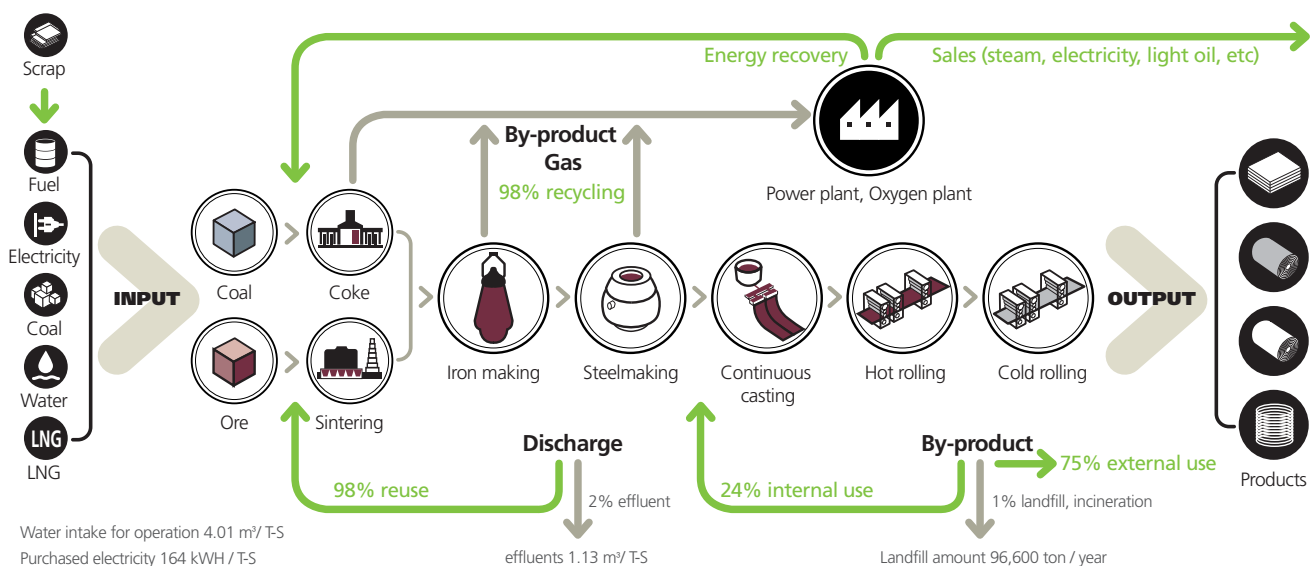 Scrap
Fuel
Electricity
Coal
Water
LNG
LNG
INPUT
Coal
Ore
Coke
Sintering
Energy recovery
Sales (steam, electricity, light oil, etc)
By-product
Gas
98% recycling
Power plant, Oxygen plant
Iron making
Steelmaking
Continuous
casting
Hot rolling
Cold rolling
OUTPUT
Products
Discharge
98% reuse
2% effluent
effluents 1.13 m³/ T-S
By-product
75% external use
24% internal use
1% landfill, incineration
Landfill amount 96,600 ton / year
Water intake for operation 4.01 m³/ T-S
Purchased electricity 164 kWH / T-S